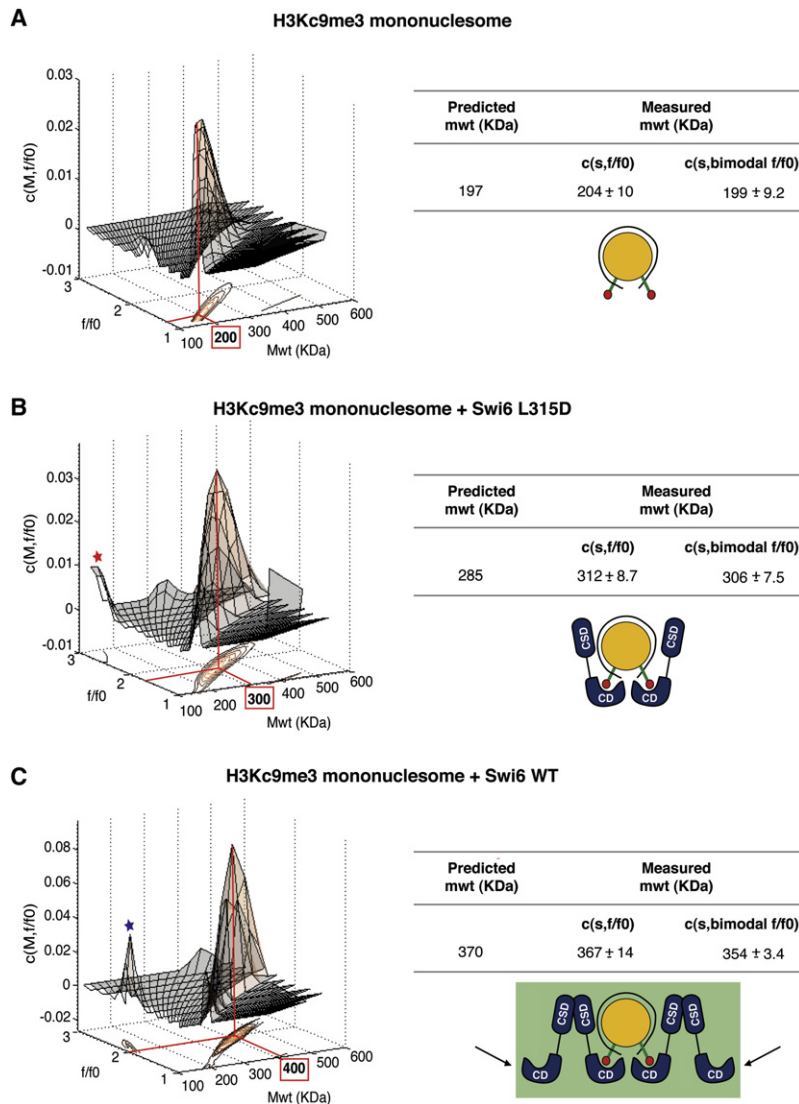 A
H3Kc9me3 mononuclesome
0.03
0.02
0.01
0
-0.01
c(M,f/f0)
3
2
1
f/f0
100
200
300
400
500
600
Mwt (KDa)
Predicted mwt (KDa)
Measured mwt (KDa)
c(s,f/f0) c(s,bimodal f/f0)
197 204 ± 10 199 ± 9.2
B
H3Kc9me3 mononuclesome + Swi6 L315D
0.03
0.02
0.01
0
-0.01
c(M,f/f0)
3
2
1
f/f0
100
200
300
400
500
600
Mwt (KDa)
Predicted mwt (KDa)
Measured mwt (KDa)
c(s,f/f0) c(s,bimodal f/f0)
285 312 ± 8.7 306 ± 7.5
CSD CSD
CD CD
C
H3Kc9me3 mononuclesome + Swi6 WT
0.08
0.06
0.04
0.02
0.00
-0.02
c(M,f/f0)
3
2
1
f/f0
100
200
300
400
500
600
Mwt (KDa)
Predicted mwt (KDa)
Measured mwt (KDa)
c(s,f/f0) c(s,bimodal f/f0)
370 367 ± 14 354 ± 3.4
CSD CSD CSD CSD
CD CD CD CD